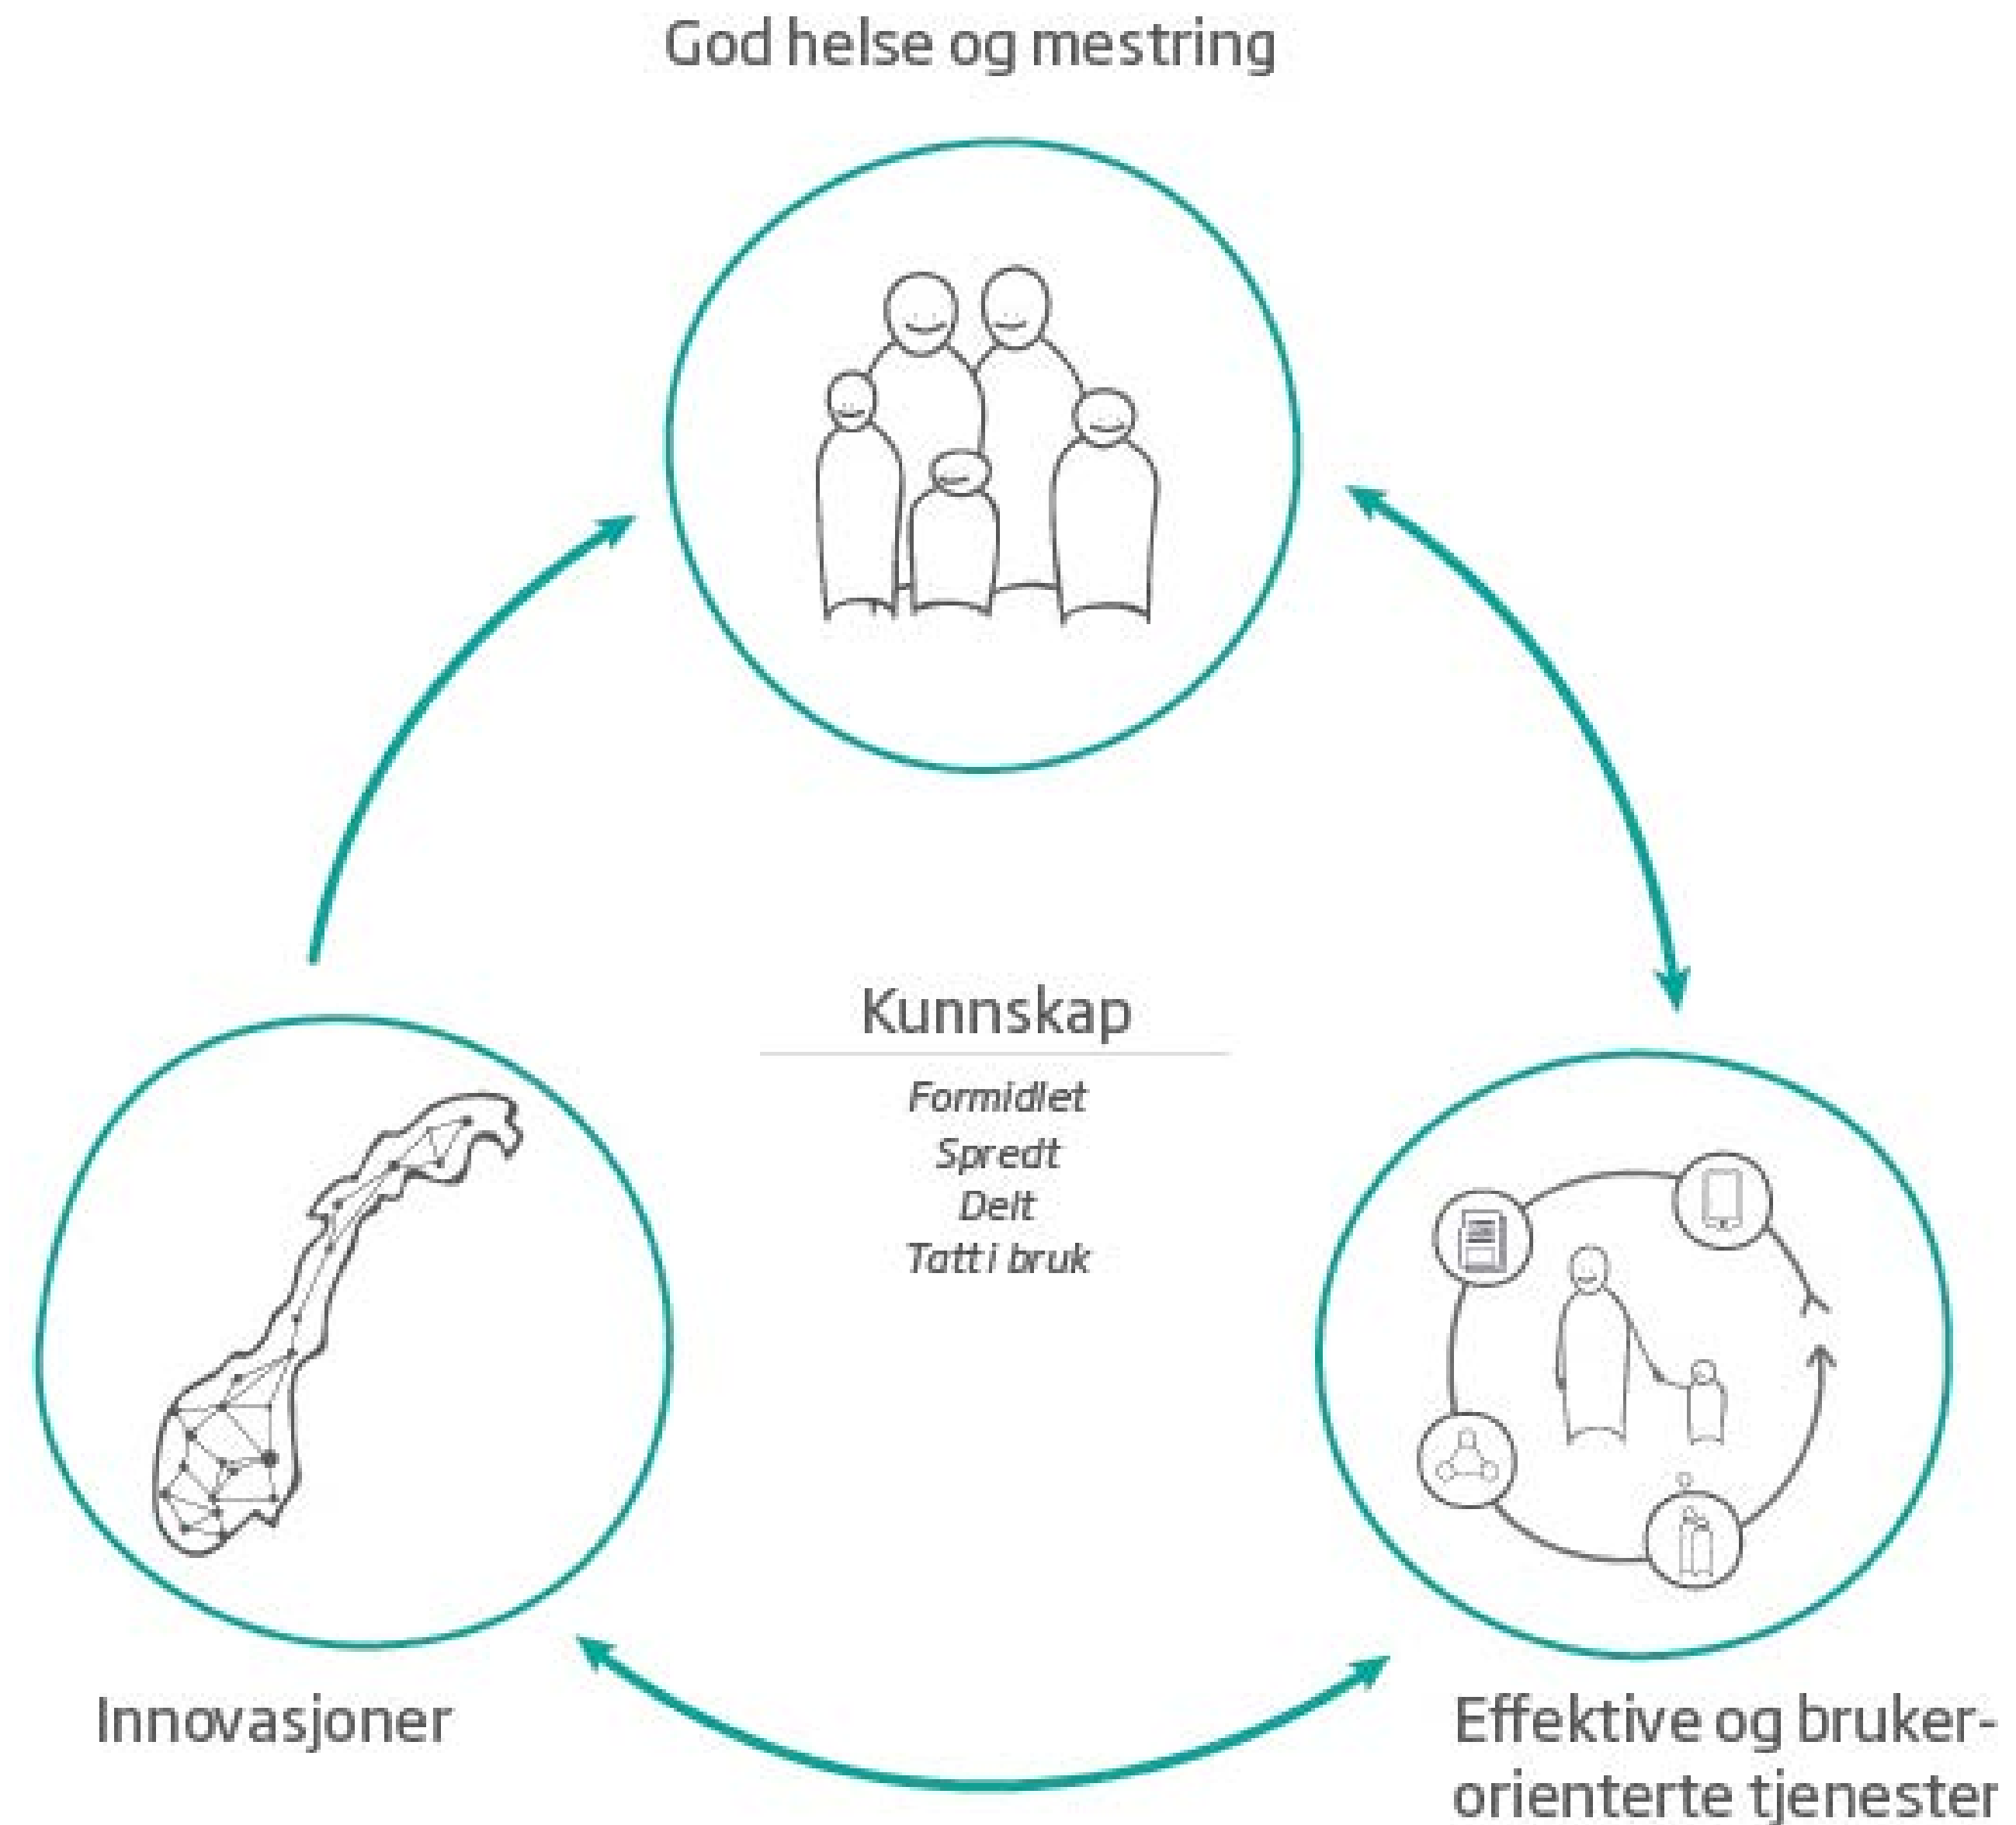 God helse og mestring
Kunnskap
Formidlet
Spredt
Delt
Tatt i bruk
Innovasjoner
Effektive og bruker-
orienterte tjenester